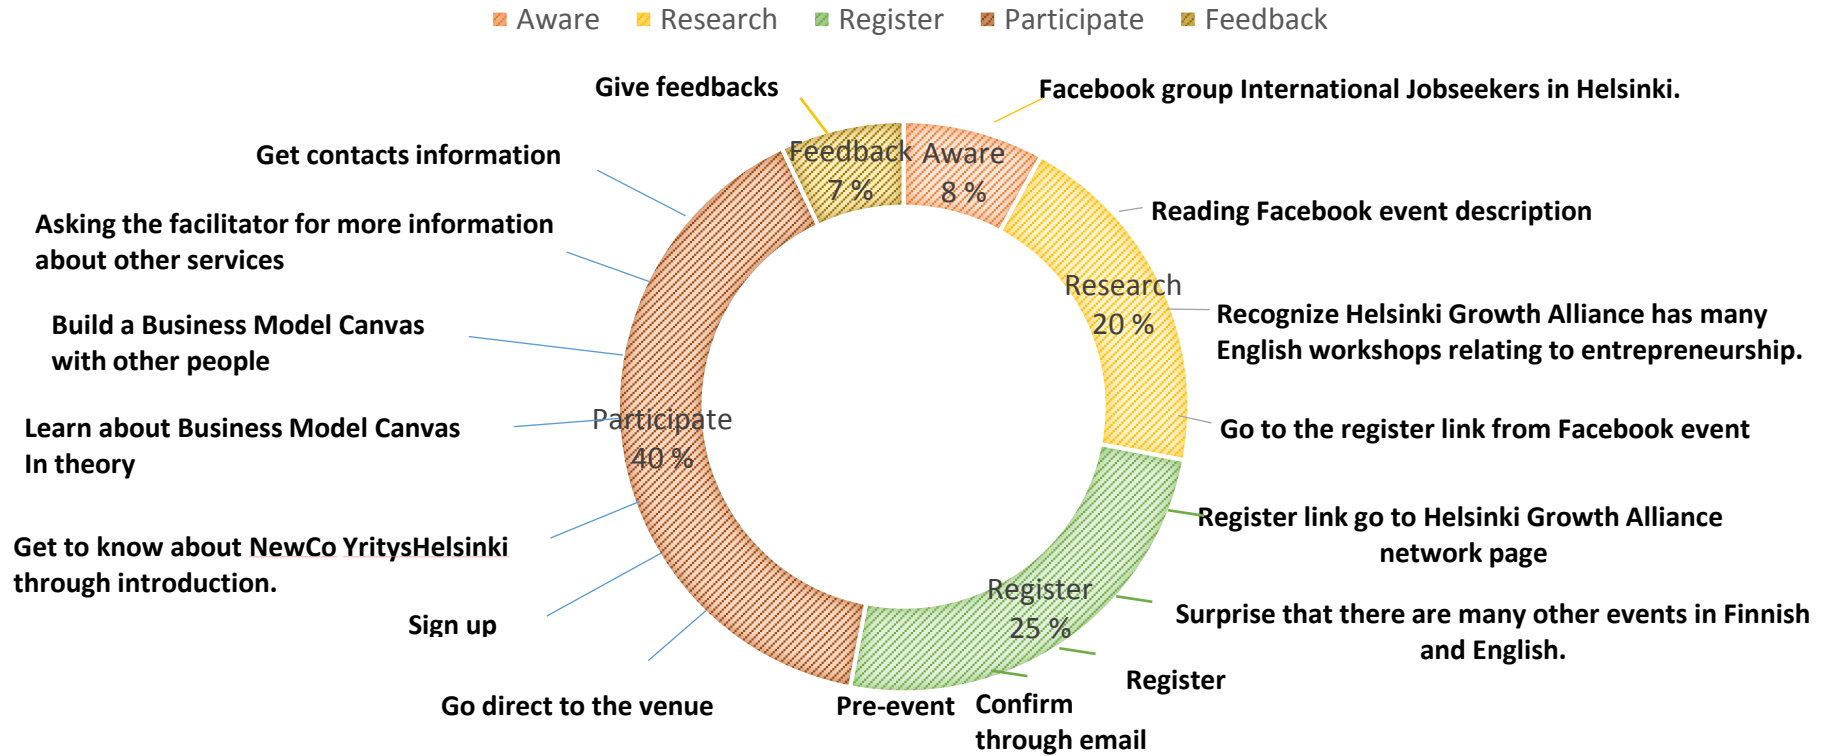 Aware Research Register Participate Feedback
Give feedbacks
Facebook group International Jobseekers in Helsinki.
Feedback
7 %
Aware
8 %
Get contacts information
Reading Facebook event description
Asking the facilitator for more information
about other services
Research
20 %
Recognize Helsinki Growth Alliance has many
English workshops relating to entrepreneurship.
Build a Business Model Canvas
with other people
Participate
40 %
Go to the register link from Facebook event
Learn about Business Model Canvas
In theory
Register link go to Helsinki Growth Alliance
network page
Get to know about NewCo YritysHelsinki
through introduction.
Register
25 %
Surprise that there are many other events in Finnish
and English.
Sign up
Register
Go direct to the venue
Pre-event
Confirm
through email